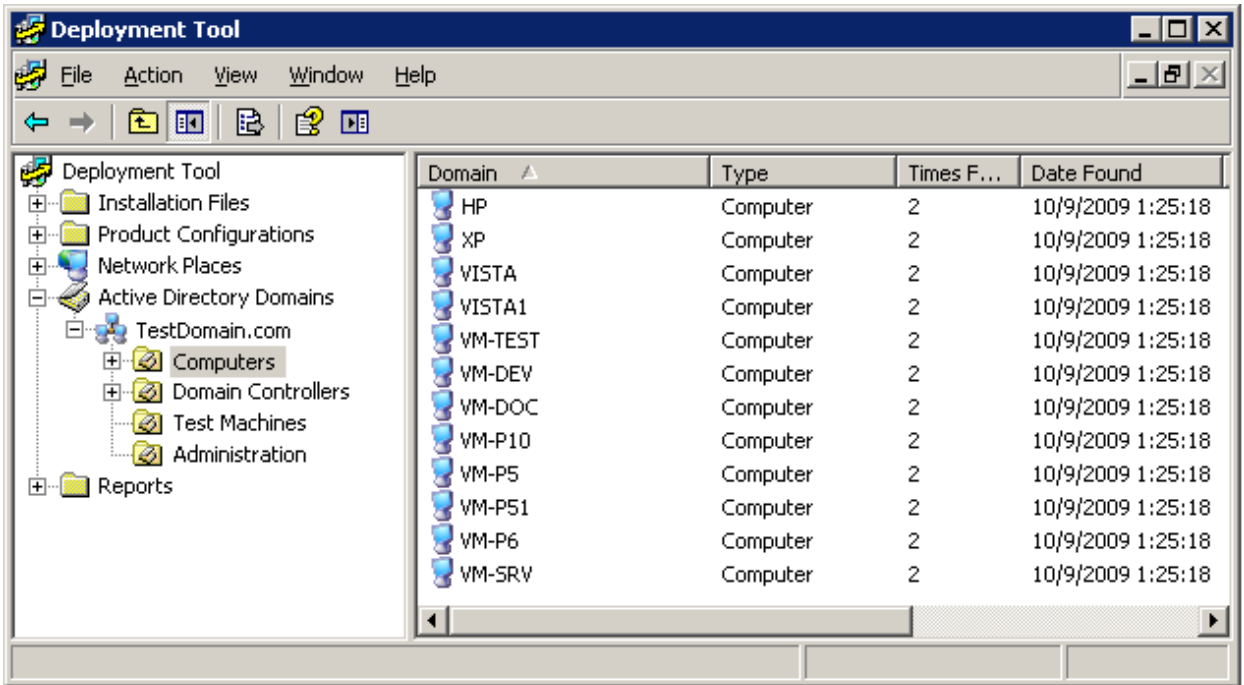 Deployment Tool
File Action View Window Help
Deployment Tool
Installation Files
Product Configurations
Network Places
Active Directory Domains
TestDomain.com
Computers
Domain Controllers
Test Machines
Administration
Reports
Domain Type Times F... Date Found
HP Computer 2 10/9/2009 1:25:18
XP Computer 2 10/9/2009 1:25:18
VISTA Computer 2 10/9/2009 1:25:18
VISTA1 Computer 2 10/9/2009 1:25:18
VM-TEST Computer 2 10/9/2009 1:25:18
VM-DEV Computer 2 10/9/2009 1:25:18
VM-DOC Computer 2 10/9/2009 1:25:18
VM-P10 Computer 2 10/9/2009 1:25:18
VM-P5 Computer 2 10/9/2009 1:25:18
VM-P51 Computer 2 10/9/2009 1:25:18
VM-P6 Computer 2 10/9/2009 1:25:18
VM-SRV Computer 2 10/9/2009 1:25:18